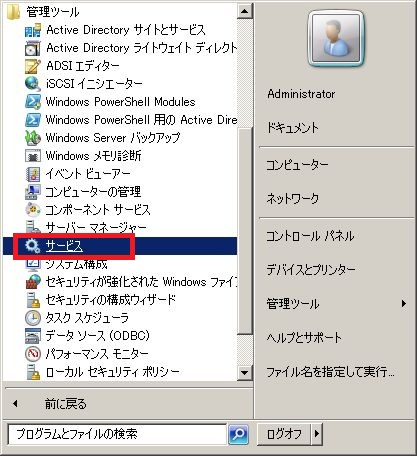 管理ツール
Active Directory サイトとサービス
Active Directory ライトウェイト ディレクト
ADSI エディター
iSCSI イニシエーター
Windows PowerShell Modules
Windows PowerShell 用の Active Dire
Windows Server バックアップ
Windows メモリ診断
イベント ビューアー
コンピューターの管理
コンポーネント サービス
サーバー マネージャー
サービス
システム構成
セキュリティが強化された Windows ファイ
セキュリティの構成ウィザード
タスク スケジューラ
データ ソース (ODBC)
パフォーマンス モニター
ローカル セキュリティ ポリシー
前に戻る
プログラムとファイルの検索
Administrator
ドキュメント
コンピューター
ネットワーク
コントロール パネル
デバイスとプリンター
管理ツール
ヘルプとサポート
ファイル名を指定して実行...
ログオフ